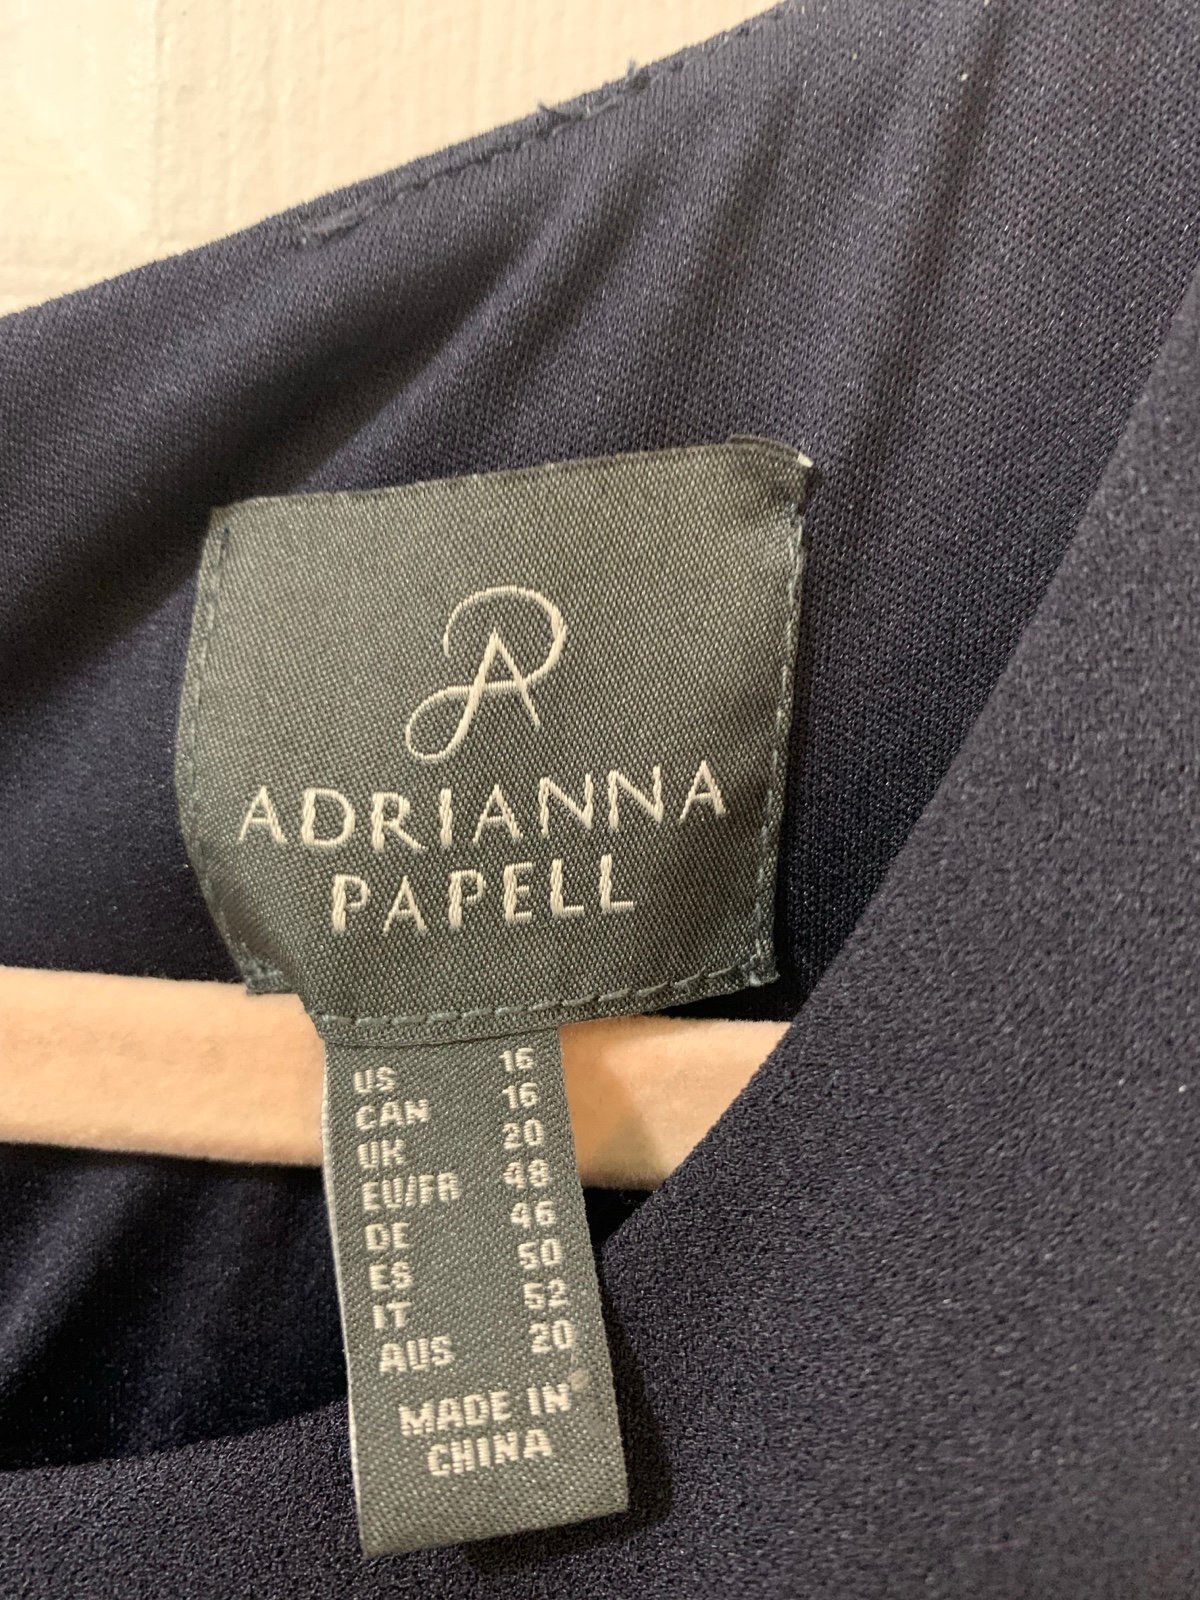 AP
ADRIANNA
PAPELL
US 16
CAN 16
UK 20
EU/FR 48
DE 46
ES 50
IT 52
AUS 20
MADE IN
CHINA